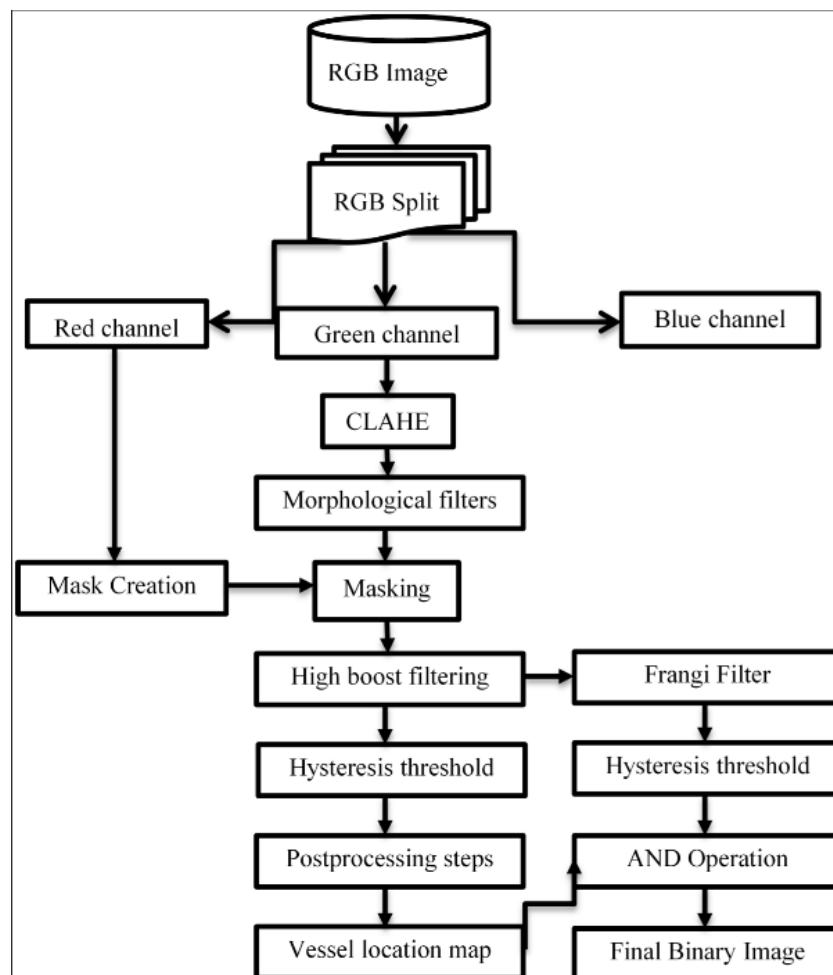 RGB Image
RGB Split
Red channel
Green channel
Blue channel
CLAHE
Morphological filters
Mask Creation
Masking
High boost filtering
Frangi Filter
Hysteresis threshold
Hysteresis threshold
Postprocessing steps
AND Operation
Vessel location map
Final Binary Image